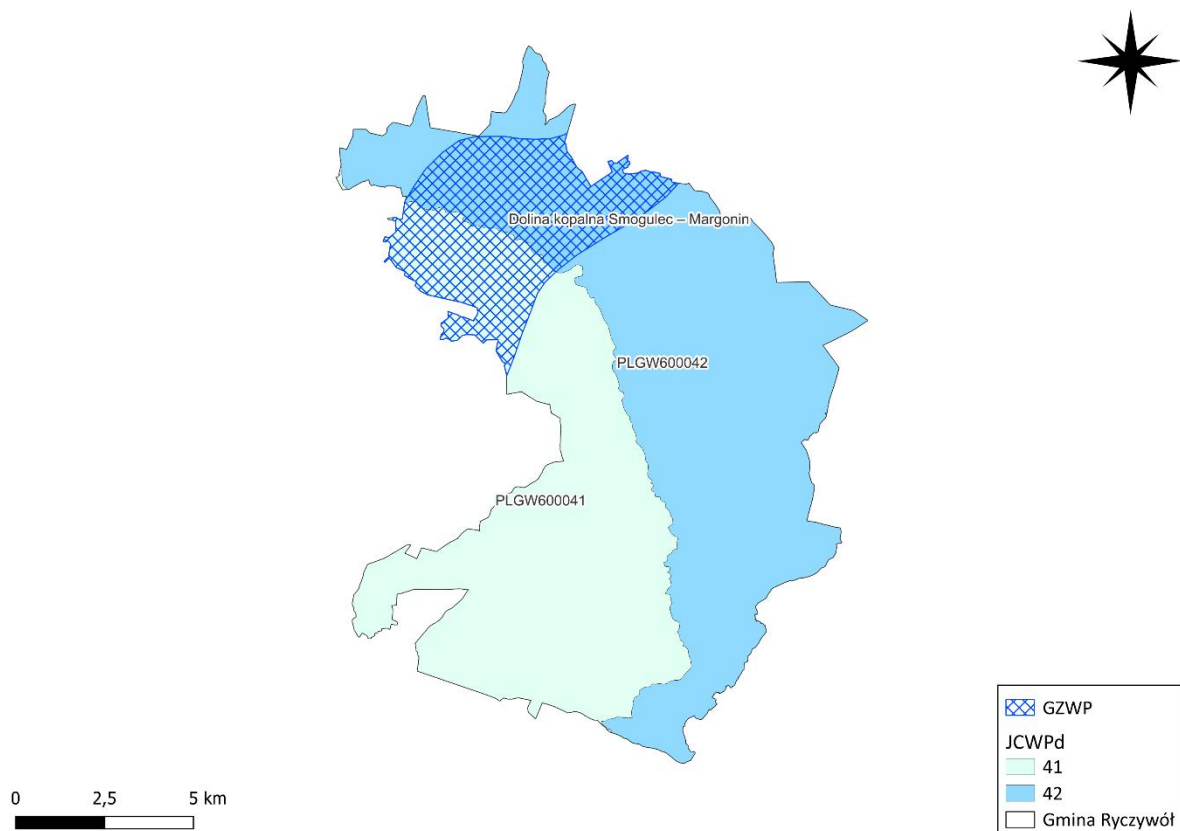 Dolina kopalna Smogulec – Margonin
PLGW600042
PLGW600041
GZWP
JCWPd
41
42
Gmina Ryczywół
0 2,5 5 km